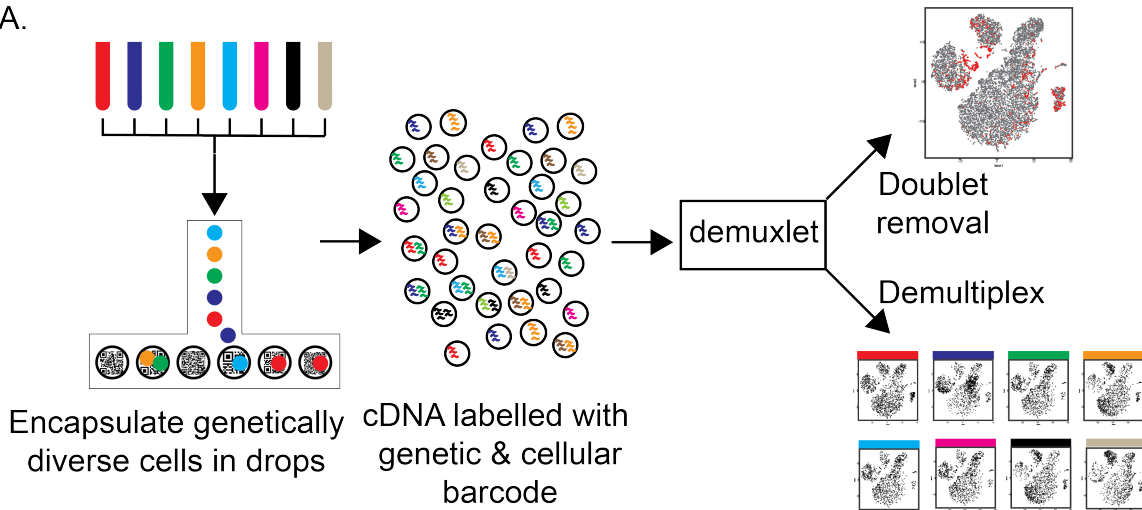 A.
Encapsulate genetically
diverse cells in drops
cDNA labelled with
genetic & cellular
barcode
demuxlet
Doublet
removal
Demultiplex